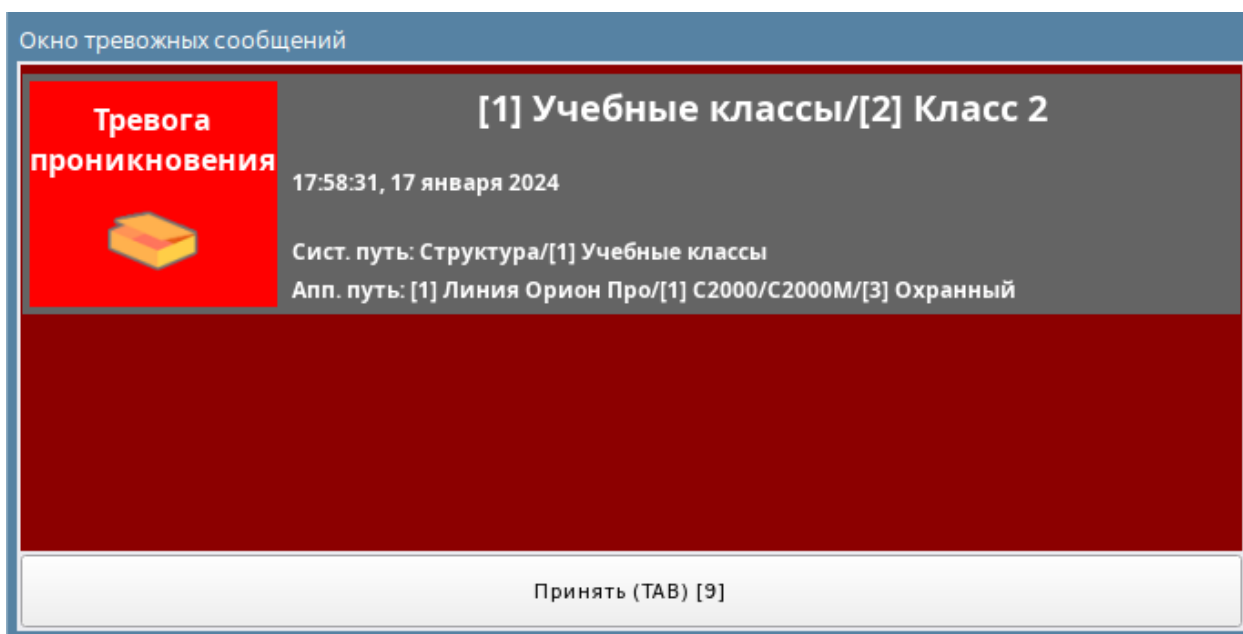 Окно тревожных сообщений
Тревога
проникновения
[1] Учебные классы/[2] Класс 2
17:58:31, 17 января 2024
Сист. путь: Структура/[1] Учебные классы
Апп. путь: [1] Линия Орион Про/[1] С2000/С2000М/[3] Охранный
Принять (TAB) [9]